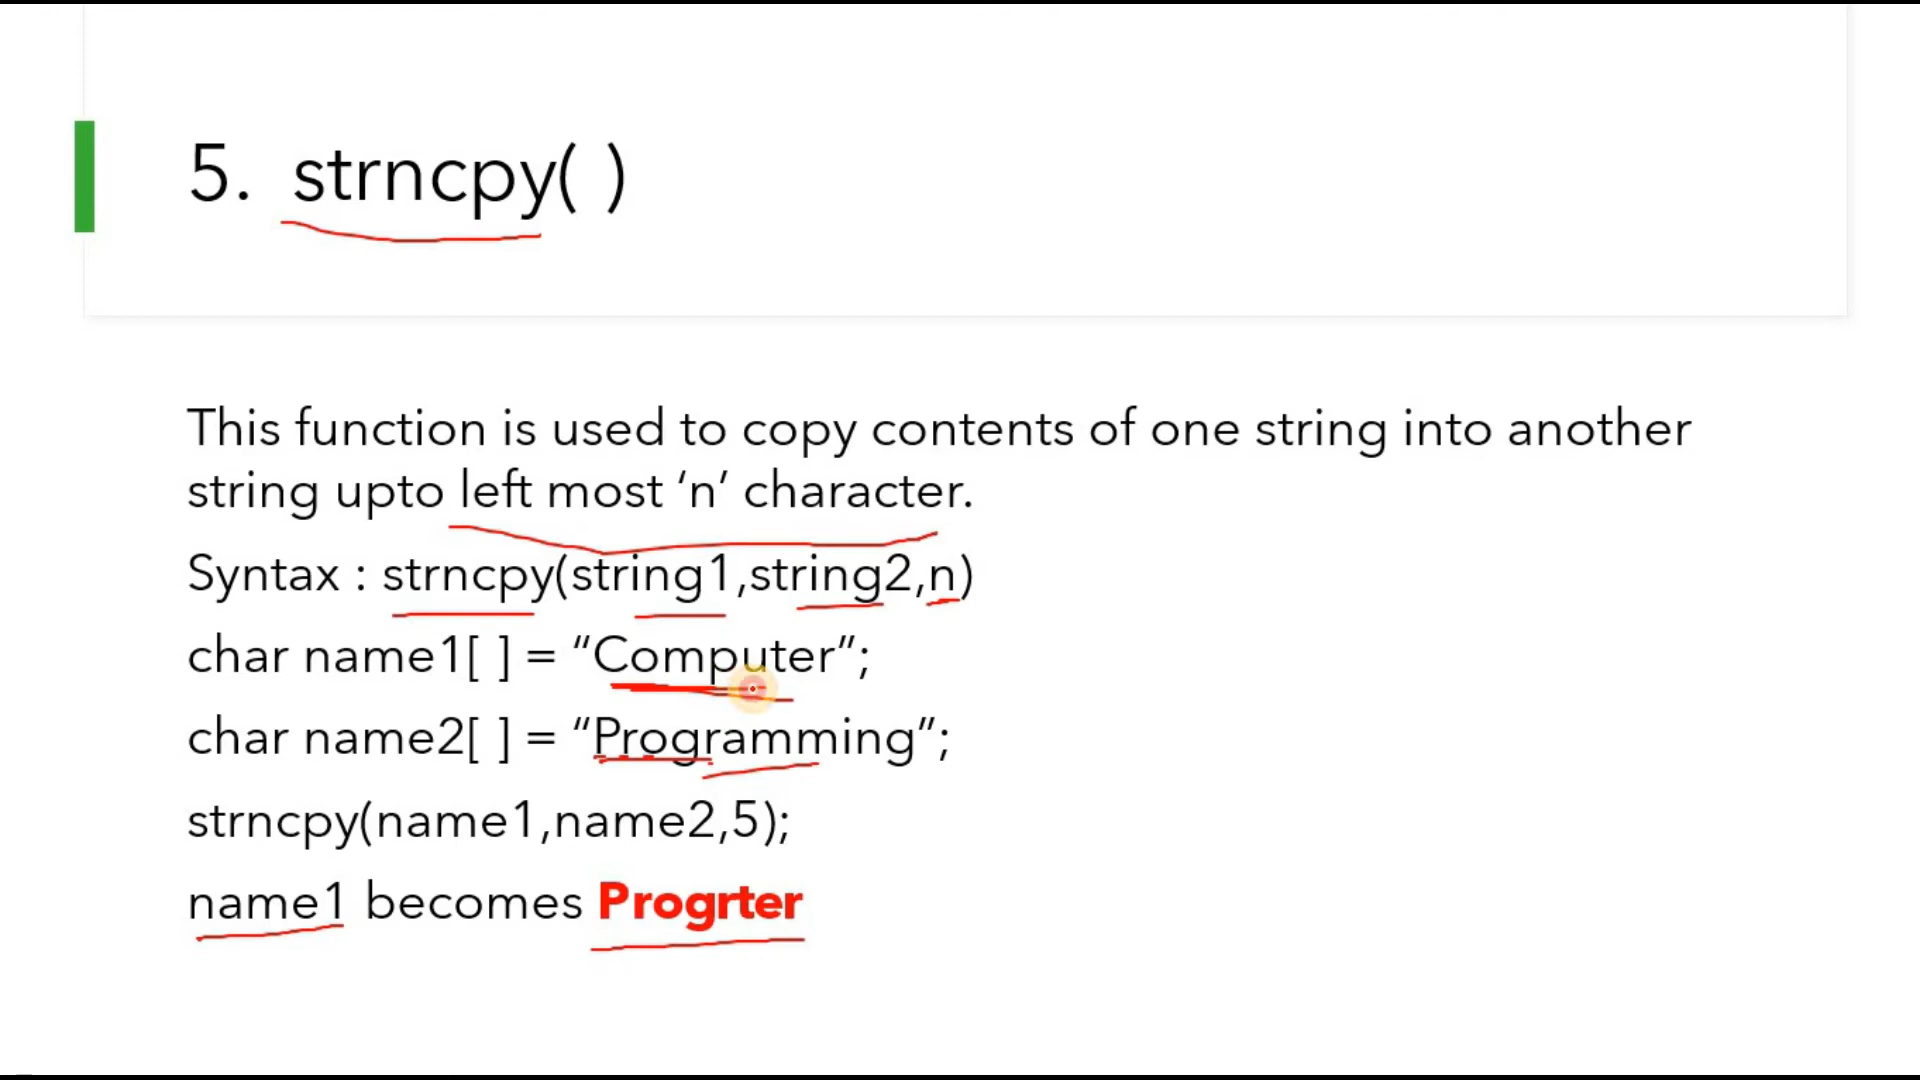 5. strncpy( )
This function is used to copy contents of one string into another
string upto left most ‘n’ character.
Syntax : strncpy(string1,string2,n)
char name1[ ] = “Computer”;
char name2[ ] = “Programming”;
strncpy(name1,name2,5);
name1 becomes Progrter